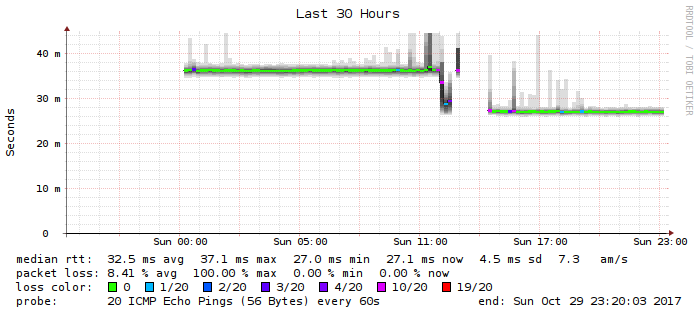 Last 30 Hours
RRDTOOL / TOBI OETIKER
Seconds
40 m
30 m
20 m
10 m
0
Sun 00:00 Sun 05:00 Sun 11:00 Sun 17:00 Sun 23:00
median rtt: 32.5 ms avg 37.1 ms max 27.0 ms min 27.1 ms now 4.5 ms sd 7.3 am/s
packet loss: 8.41 % avg 100.00 % max 0.00 % min 0.00 % now
loss color: 0 1/20 2/20 3/20 4/20 10/20 19/20
probe: 20 ICMP Echo Pings (56 Bytes) every 60s end: Sun Oct 29 23:20:03 2017